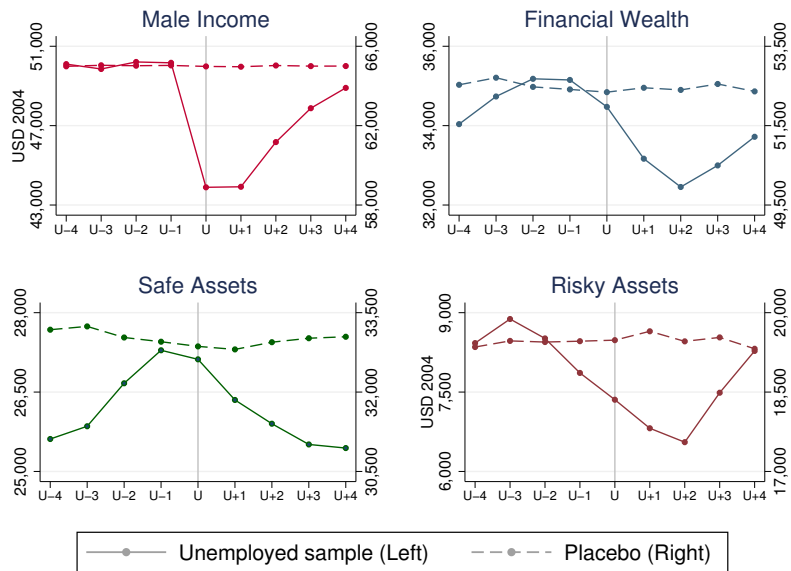 Male Income
Financial Wealth
USD 2004
51,000
47,000
43,000
66,000
62,000
58,000
U−4 U−3 U−2 U−1 U U+1 U+2 U+3 U+4
36,000
34,000
32,000
53,500
51,500
49,500
U−4 U−3 U−2 U−1 U U+1 U+2 U+3 U+4
Safe Assets
Risky Assets
28,000
26,500
25,000
33,500
32,000
30,500
U−4 U−3 U−2 U−1 U U+1 U+2 U+3 U+4
USD 2004
9,000
7,500
6,000
20,000
18,500
17,000
U−4 U−3 U−2 U−1 U U+1 U+2 U+3 U+4
Unemployed sample (Left)
Placebo (Right)